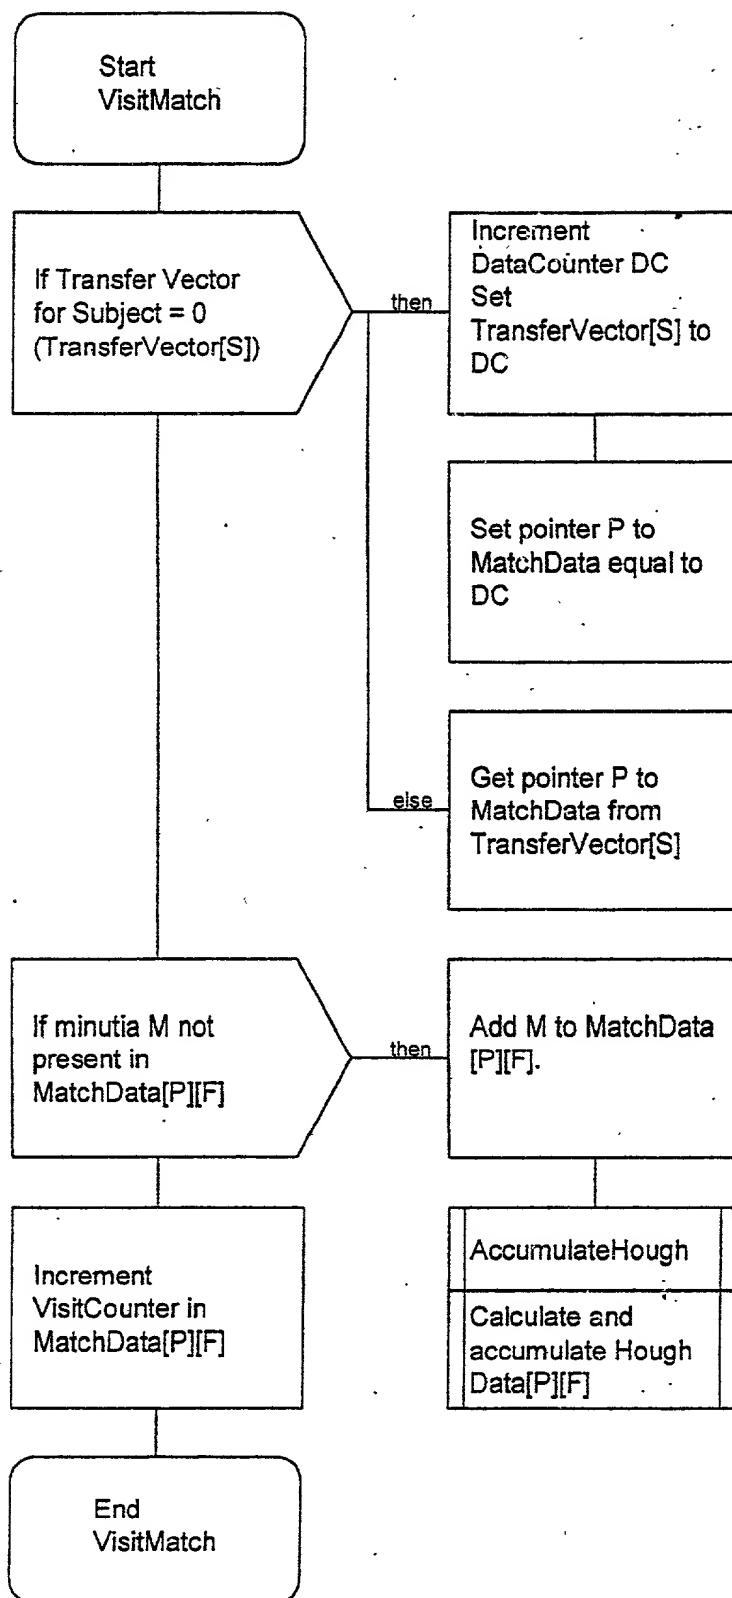 Start
VisitMatch
If Transfer Vector
for Subject = 0
(TransferVector[S])
then
Increment
DataCounter DC
Set
TransferVector[S] to
DC
Set pointer P to
MatchData equal to
DC
else
Get pointer P to
MatchData from
TransferVector[S]
If minutia M not
present in
MatchData[P][F]
then
Add M to MatchData
[P][F].
AccumulateHough
Calculate and
accumulate Hough
Data[P][F]
Increment
VisitCounter in
MatchData[P][F]
End
VisitMatch